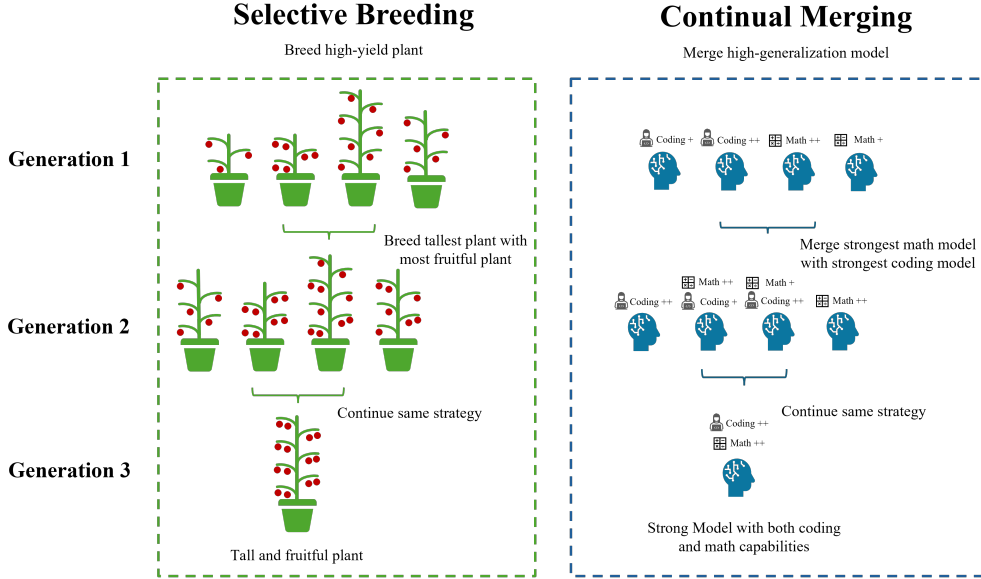 Selective Breeding
Breed high-yield plant
Continual Merging
Merge high-generalization model
Generation 1
Coding +
Coding ++
Math ++
Math +
Breed tallest plant with
most fruitful plant
Merge strongest math model
with strongest coding model
Generation 2
Math ++
Math +
Coding ++
Coding +
Coding ++
Math ++
Continue same strategy
Continue same strategy
Generation 3
Coding ++
Math ++
Tall and fruitful plant
Strong Model with both coding
and math capabilities